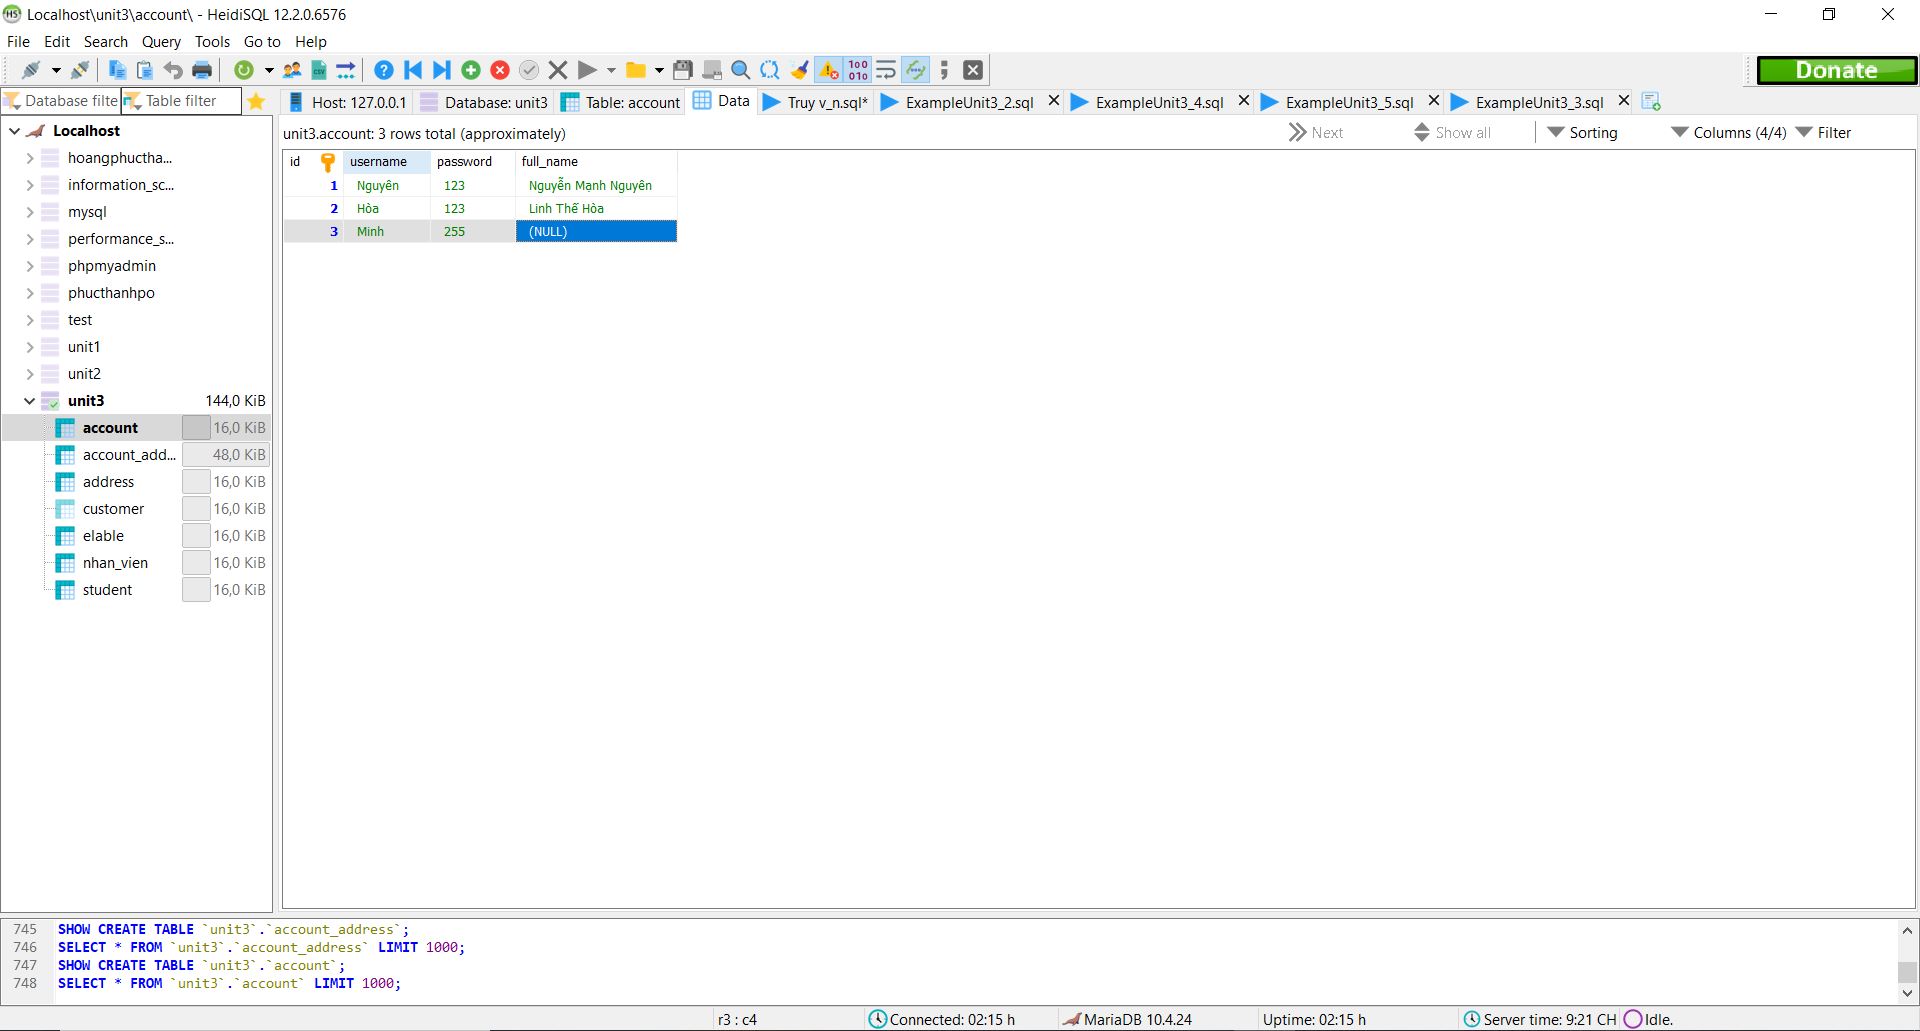 Localhost\unit3\account\ - HeidiSQL 12.2.0.6576
File Edit Search Query Tools Go to Help
Donate
Database filte Table filter Host: 127.0.0.1 Database: unit3 Table: account Data Truy v_n.sql* ExampleUnit3_2.sql ExampleUnit3_4.sql ExampleUnit3_5.sql ExampleUnit3_3.sql
Localhost
hoangphuctha...
information_sc...
mysql
performance_s...
phpmyadmin
phucthanhpo
test
unit1
unit2
unit3 144,0 KiB
account 16,0 KiB
account_add... 48,0 KiB
address 16,0 KiB
customer 16,0 KiB
elable 16,0 KiB
nhan_vien 16,0 KiB
student 16,0 KiB
unit3.account: 3 rows total (approximately) Next Show all Sorting Columns (4/4) Filter
id username password full_name
1 Nguyên 123 Nguyễn Mạnh Nguyên
2 Hòa 123 Linh Thế Hòa
3 Minh 255 (NULL)
745 SHOW CREATE TABLE `unit3`.`account_address`;
746 SELECT * FROM `unit3`.`account_address` LIMIT 1000;
747 SHOW CREATE TABLE `unit3`.`account`;
748 SELECT * FROM `unit3`.`account` LIMIT 1000;
r3 : c4 Connected: 02:15 h MariaDB 10.4.24 Uptime: 02:15 h Server time: 9:21 CH Idle.